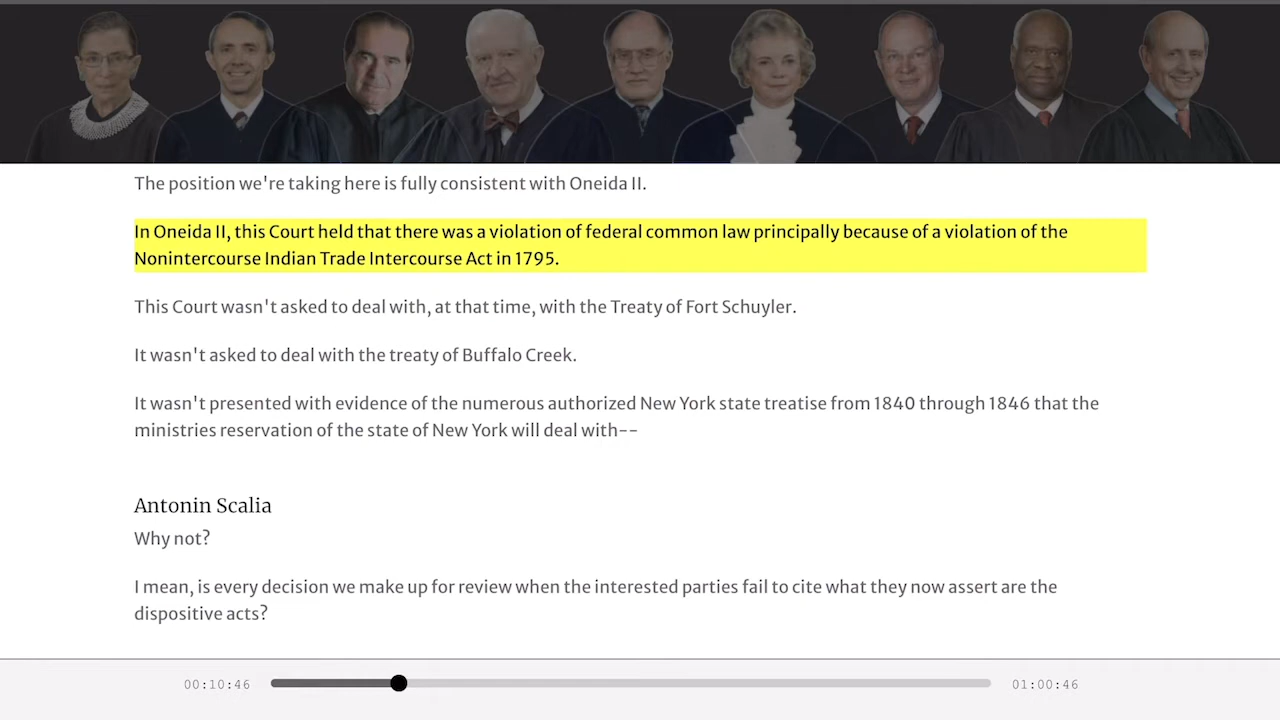 The position we're taking here is fully consistent with Oneida II.
In Oneida II, this Court held that there was a violation of federal common law principally because of a violation of the
Nonintercourse Indian Trade Intercourse Act in 1795.
This Court wasn't asked to deal with, at that time, with the Treaty of Fort Schuyler.
It wasn't asked to deal with the treaty of Buffalo Creek.
It wasn't presented with evidence of the numerous authorized New York state treatise from 1840 through 1846 that the
ministries reservation of the state of New York will deal with--
Antonin Scalia
Why not?
I mean, is every decision we make up for review when the interested parties fail to cite what they now assert are the
dispositive acts?
00:10:46
01:00:46